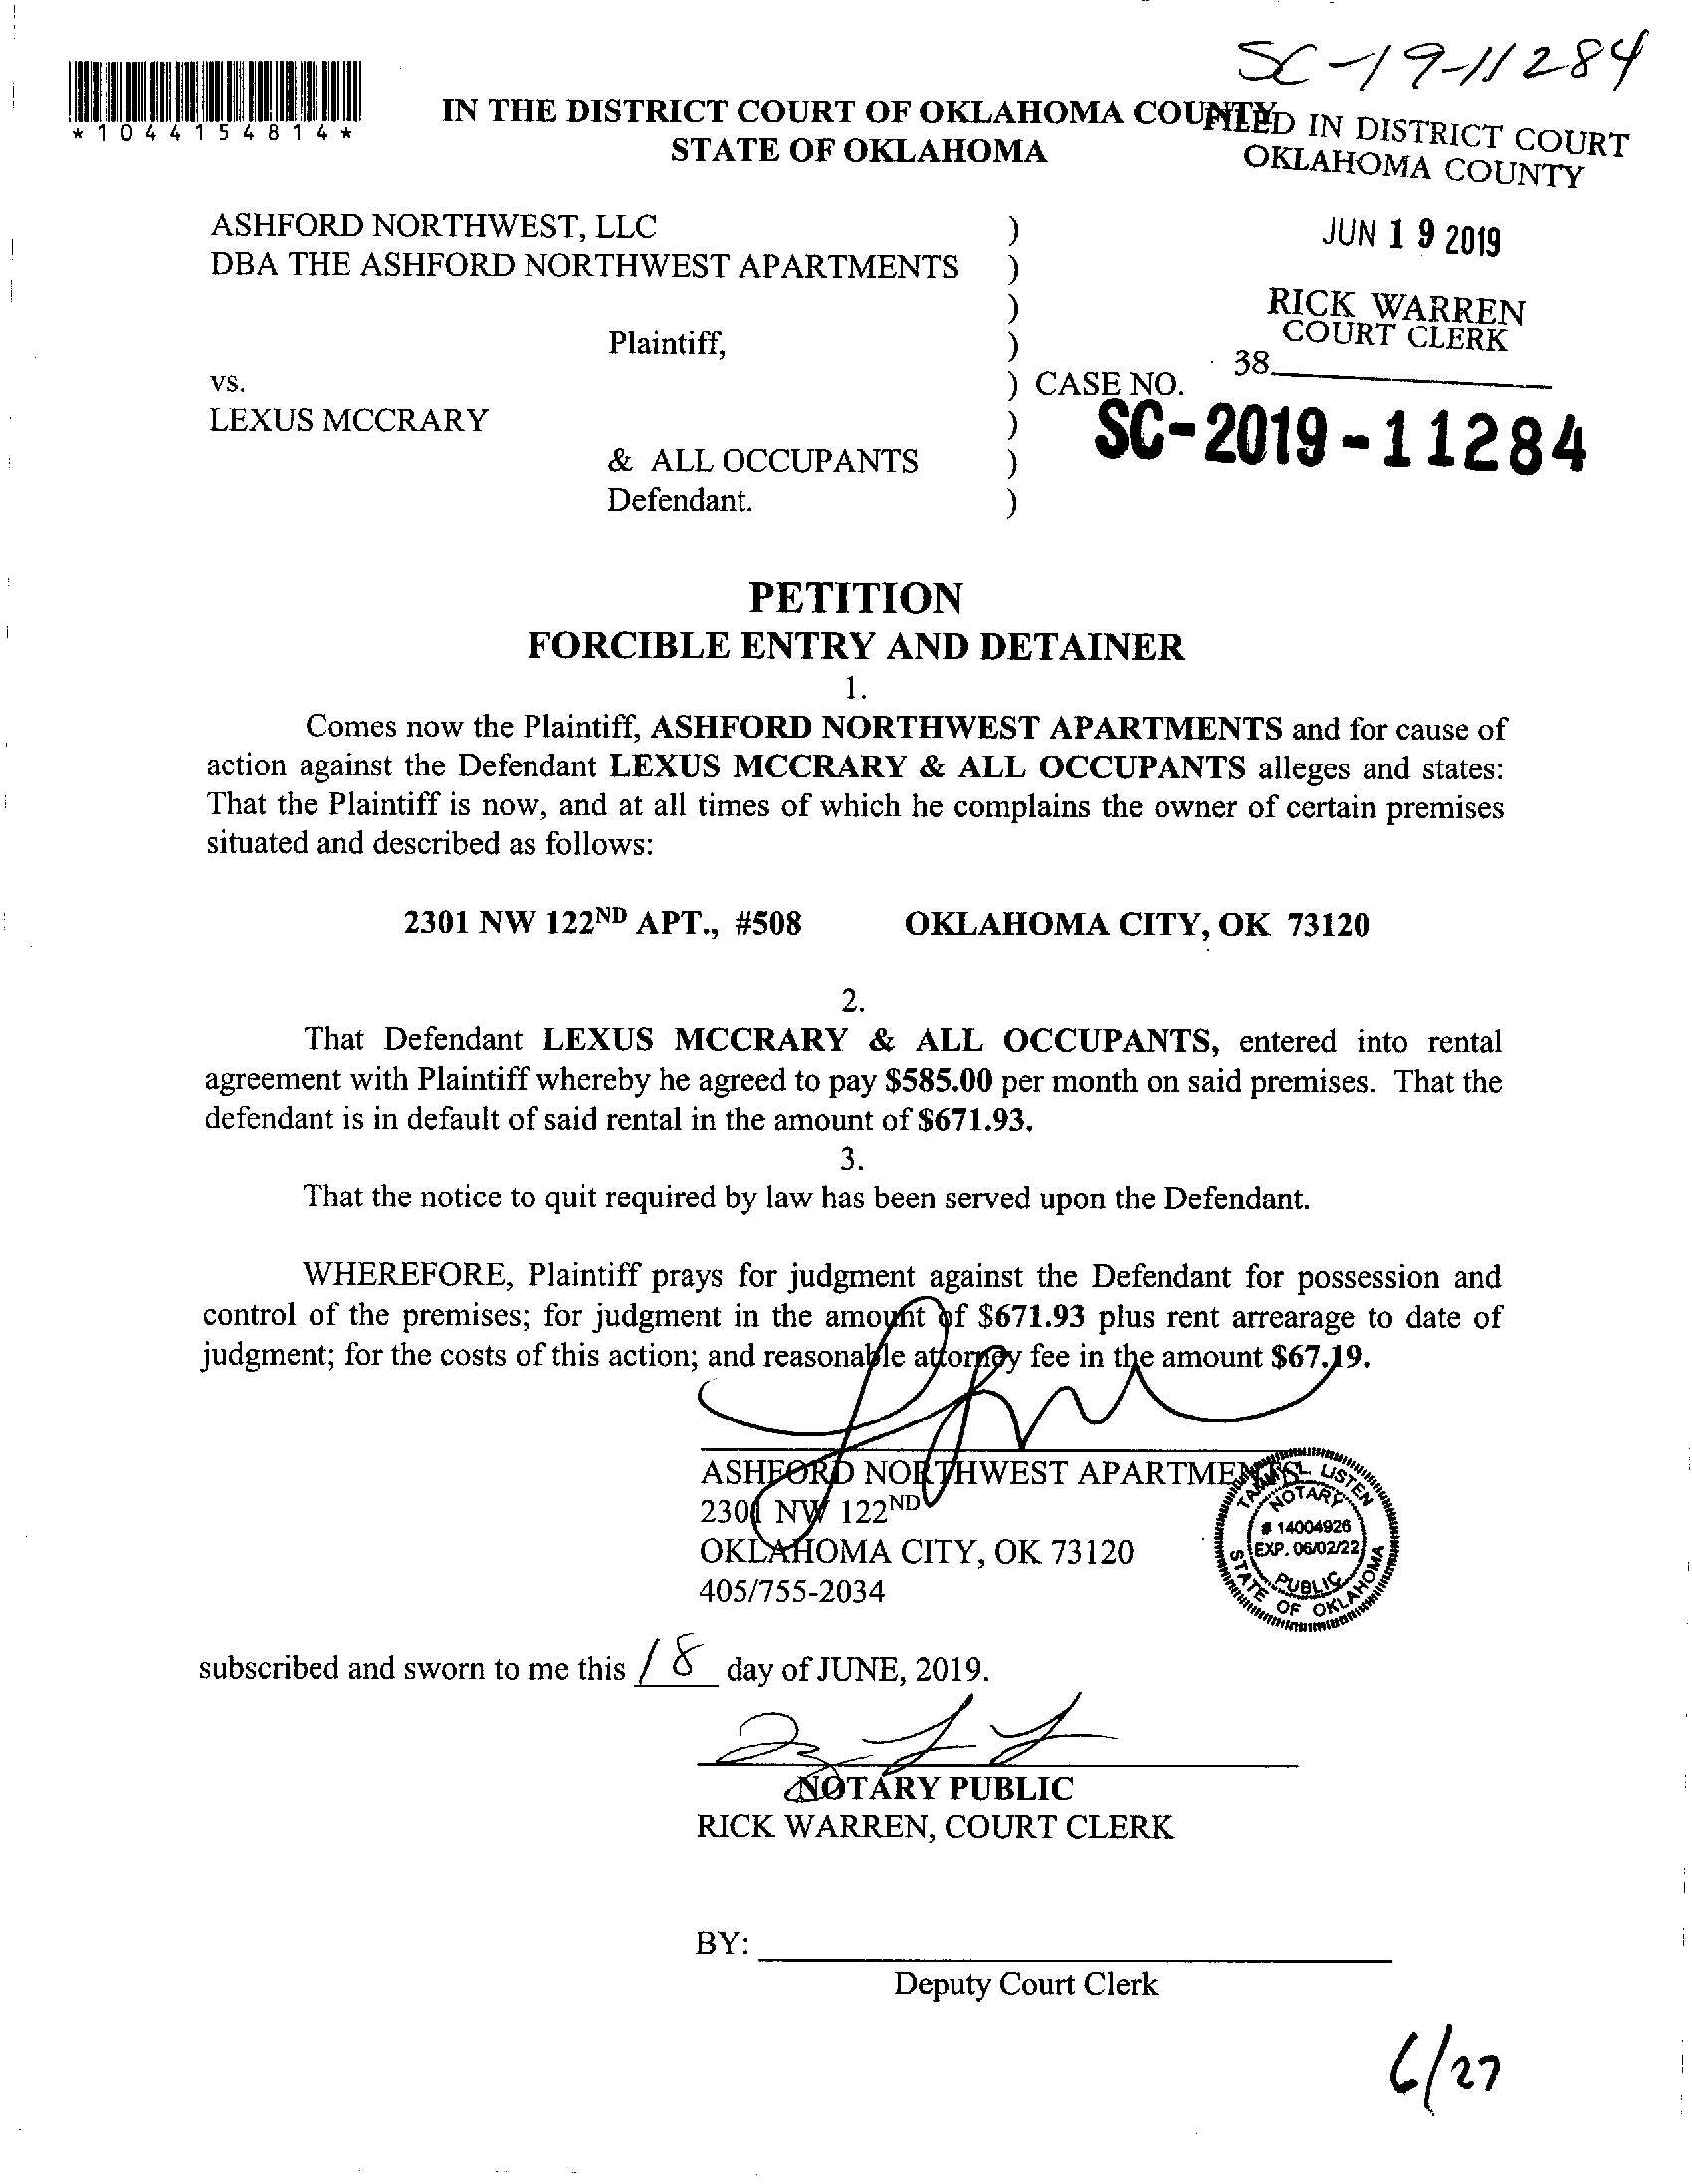 SC-19-11284
*1044154814*
IN THE DISTRICT COURT OF OKLAHOMA COUNTY
STATE OF OKLAHOMA
FILED IN DISTRICT COURT
OKLAHOMA COUNTY
JUN 19 2019
RICK WARREN
COURT CLERK
38
ASHFORD NORTHWEST, LLC )
DBA THE ASHFORD NORTHWEST APARTMENTS )
)
Plaintiff, )
vs. ) CASE NO.
SC-2019-11284
LEXUS MCCRARY )
& ALL OCCUPANTS )
Defendant. )
PETITION
FORCIBLE ENTRY AND DETAINER
1.
Comes now the Plaintiff, ASHFORD NORTHWEST APARTMENTS and for cause of
action against the Defendant LEXUS MCCRARY & ALL OCCUPANTS alleges and states:
That the Plaintiff is now, and at all times of which he complains the owner of certain premises
situated and described as follows:
2301 NW 122ND APT., #508 OKLAHOMA CITY, OK 73120
2.
That Defendant LEXUS MCCRARY & ALL OCCUPANTS, entered into rental
agreement with Plaintiff whereby he agreed to pay $585.00 per month on said premises. That the
defendant is in default of said rental in the amount of $671.93.
3.
That the notice to quit required by law has been served upon the Defendant.
WHEREFORE, Plaintiff prays for judgment against the Defendant for possession and
control of the premises; for judgment in the amount of $671.93 plus rent arrearage to date of
judgment; for the costs of this action; and reasonable attorney fee in the amount $67.19.
ASHFORD NORTHWEST APARTMENTS
2301 NW 122ND
OKLAHOMA CITY, OK 73120
405/755-2034
L LISTEN
NOTARY
# 14004926
EXP. 06/02/22
PUBLIC
STATE OF OKLAHOMA
subscribed and sworn to me this 18 day of JUNE, 2019.
NOTARY PUBLIC
RICK WARREN, COURT CLERK
BY:
Deputy Court Clerk
6/27